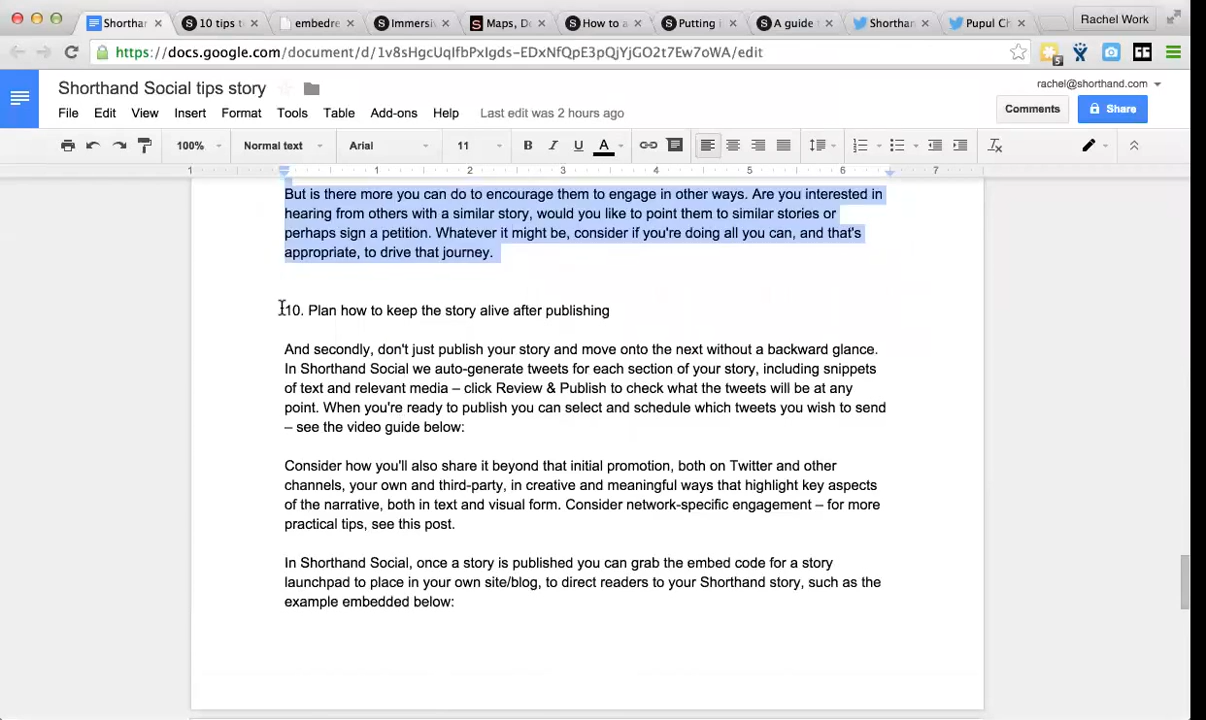 Shorthan
10 tips t
embedre
Immersi
Maps, D
How to a
Putting i
A guide
Shorthan
Pupul Ch
Rachel Work
https://docs.google.com/document/d/1v8sHgcUqIfbPxIgds-EDxNfQpE3pQjYjGO2t7Ew7oWA/edit
5
Shorthand Social tips story
rachel@shorthand.com
File Edit View Insert Format Tools Table Add-ons Help Last edit was 2 hours ago
Comments
Share
100% Normal text Arial 11 B I U A
1 1 2 3 4 5 6 7
But is there more you can do to encourage them to engage in other ways. Are you interested in
hearing from others with a similar story, would you like to point them to similar stories or
perhaps sign a petition. Whatever it might be, consider if you're doing all you can, and that's
appropriate, to drive that journey.
10. Plan how to keep the story alive after publishing
And secondly, don't just publish your story and move onto the next without a backward glance.
In Shorthand Social we auto-generate tweets for each section of your story, including snippets
of text and relevant media – click Review & Publish to check what the tweets will be at any
point. When you're ready to publish you can select and schedule which tweets you wish to send
– see the video guide below:
Consider how you'll also share it beyond that initial promotion, both on Twitter and other
channels, your own and third-party, in creative and meaningful ways that highlight key aspects
of the narrative, both in text and visual form. Consider network-specific engagement – for more
practical tips, see this post.
In Shorthand Social, once a story is published you can grab the embed code for a story
launchpad to place in your own site/blog, to direct readers to your Shorthand story, such as the
example embedded below: